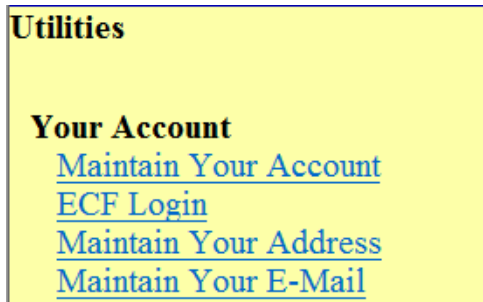 Utilities
Your Account
Maintain Your Account
ECF Login
Maintain Your Address
Maintain Your E-Mail